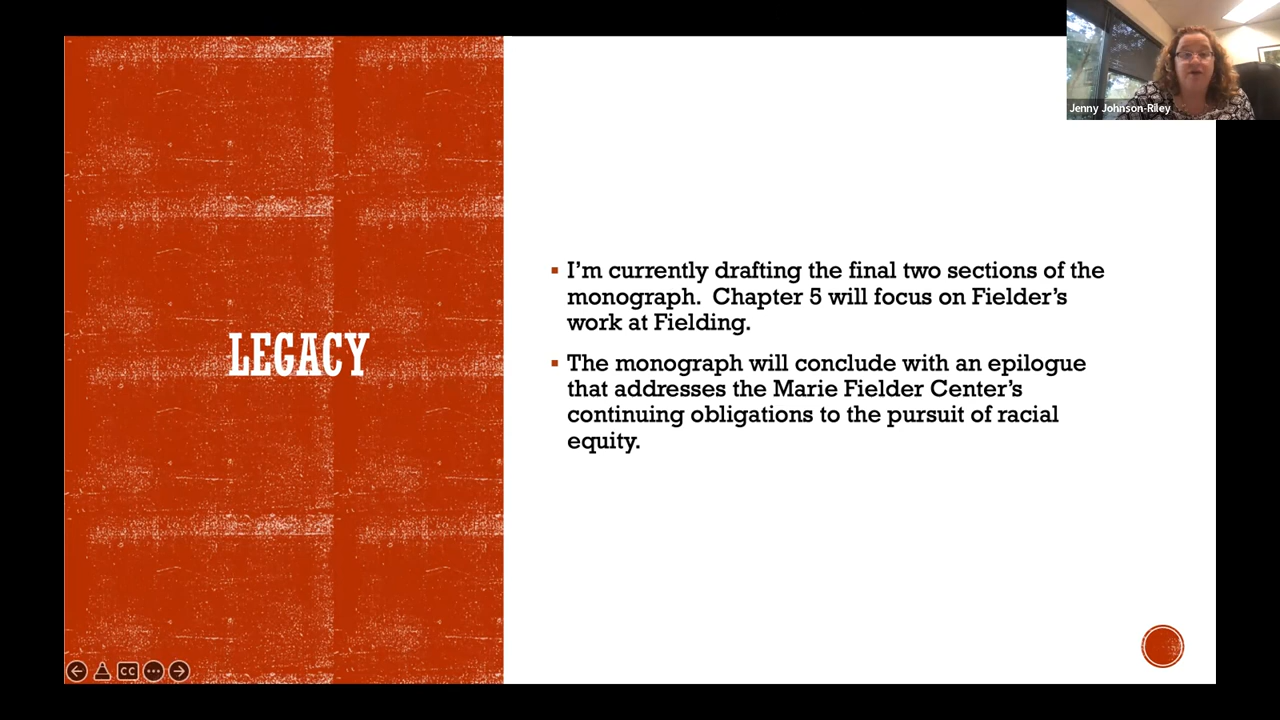 Jenny Johnson-Riley
LEGACY
▪ I'm currently drafting the final two sections of the
monograph.  Chapter 5 will focus on Fielder's
work at Fielding.
▪ The monograph will conclude with an epilogue
that addresses the Marie Fielder Center's
continuing obligations to the pursuit of racial
equity.
CC